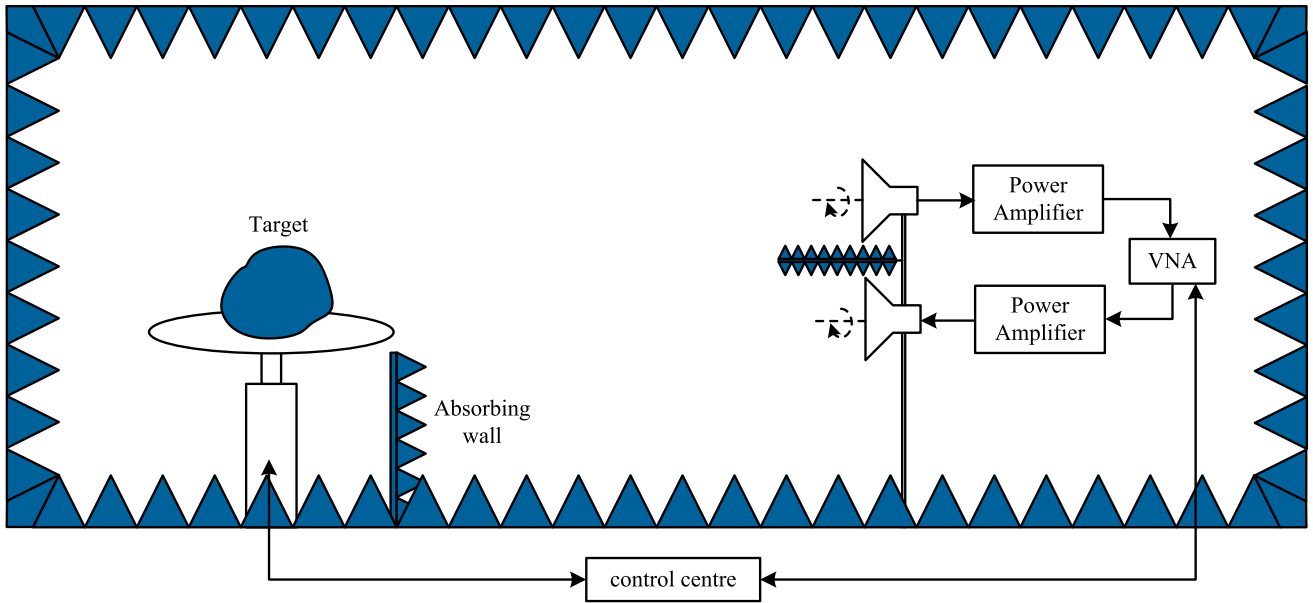 Power
Amplifier
Target
VNA
Power
Amplifier
Absorbing
wall
control centre